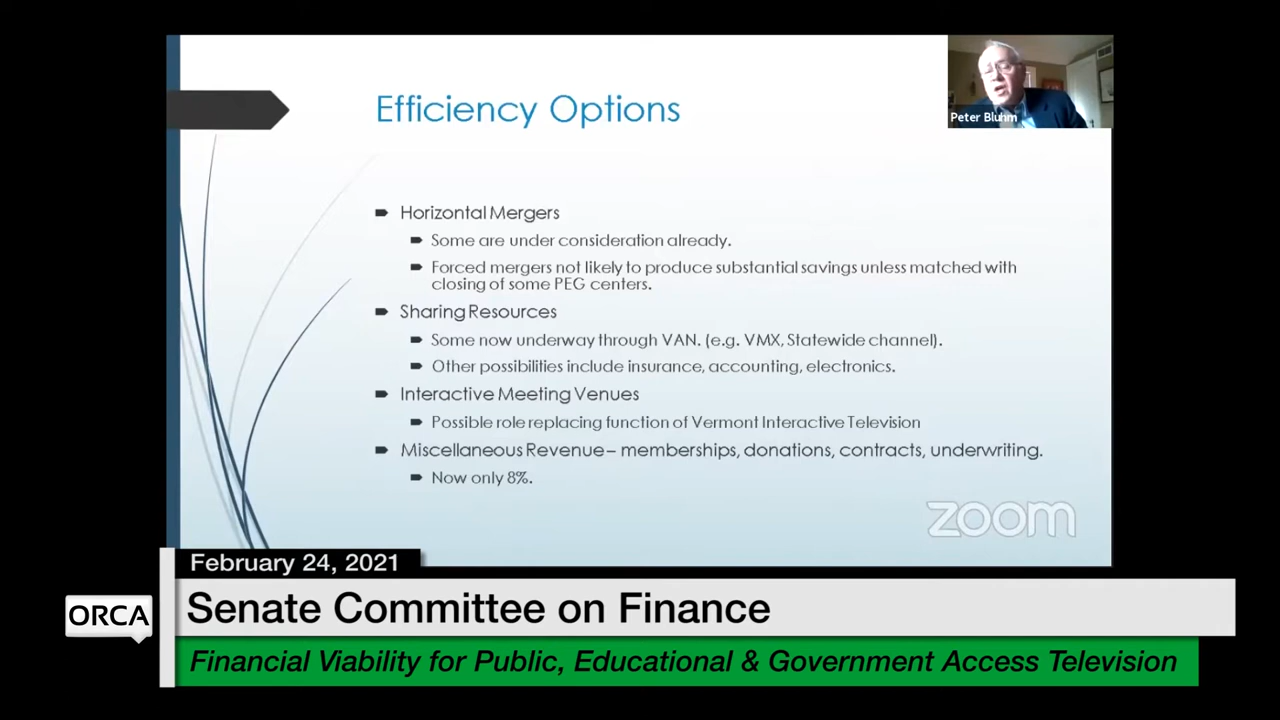 Efficiency Options
Peter Bluhm
Horizontal Mergers
Some are under consideration already.
Forced mergers not likely to produce substantial savings unless matched with
closing of some PEG centers.
Sharing Resources
Some now underway through VAN. (e.g. VMX, Statewide channel).
Other possibilities include insurance, accounting, electronics.
Interactive Meeting Venues
Possible role replacing function of Vermont Interactive Television
Miscellaneous Revenue – memberships, donations, contracts, underwriting.
Now only 8%.
zoom
February 24, 2021
ORCA
Senate Committee on Finance
Financial Viability for Public, Educational & Government Access Television